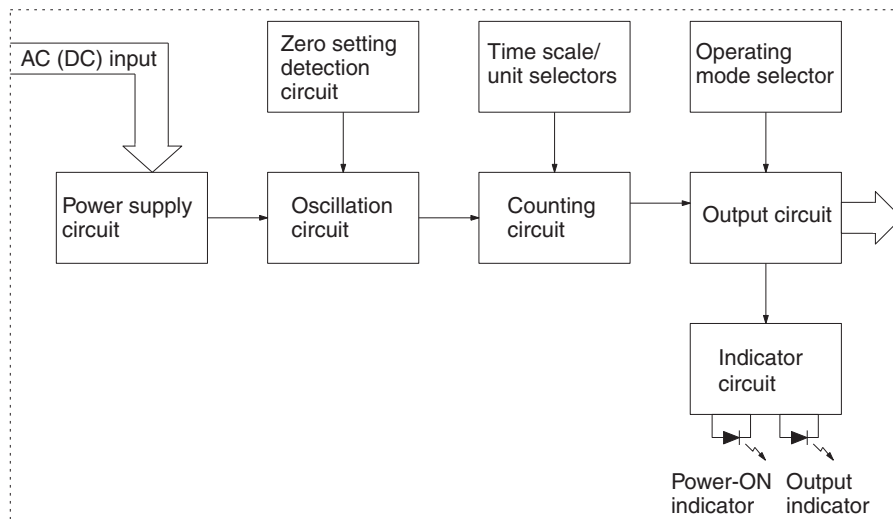 AC (DC) input
Zero setting
detection
circuit
Time scale/
unit selectors
Operating
mode selector
Power supply
circuit
Oscillation
circuit
Counting
circuit
Output circuit
Indicator
circuit
Power-ON
indicator
Output
indicator